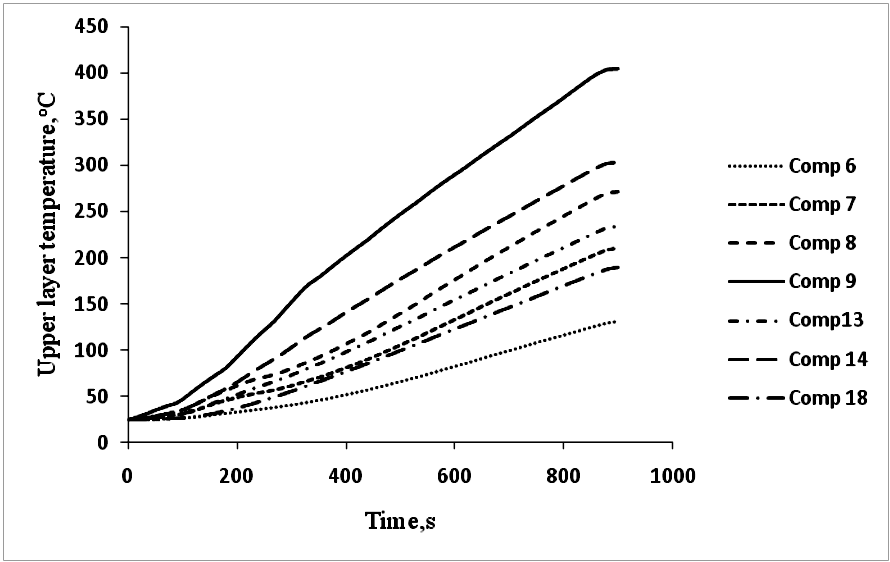 Upper layer temperature,°C
450
400
350
300
250
200
150
100
50
0
0 200 400 600 800 1000
Time,s
Comp 6
Comp 7
Comp 8
Comp 9
Comp13
Comp 14
Comp 18